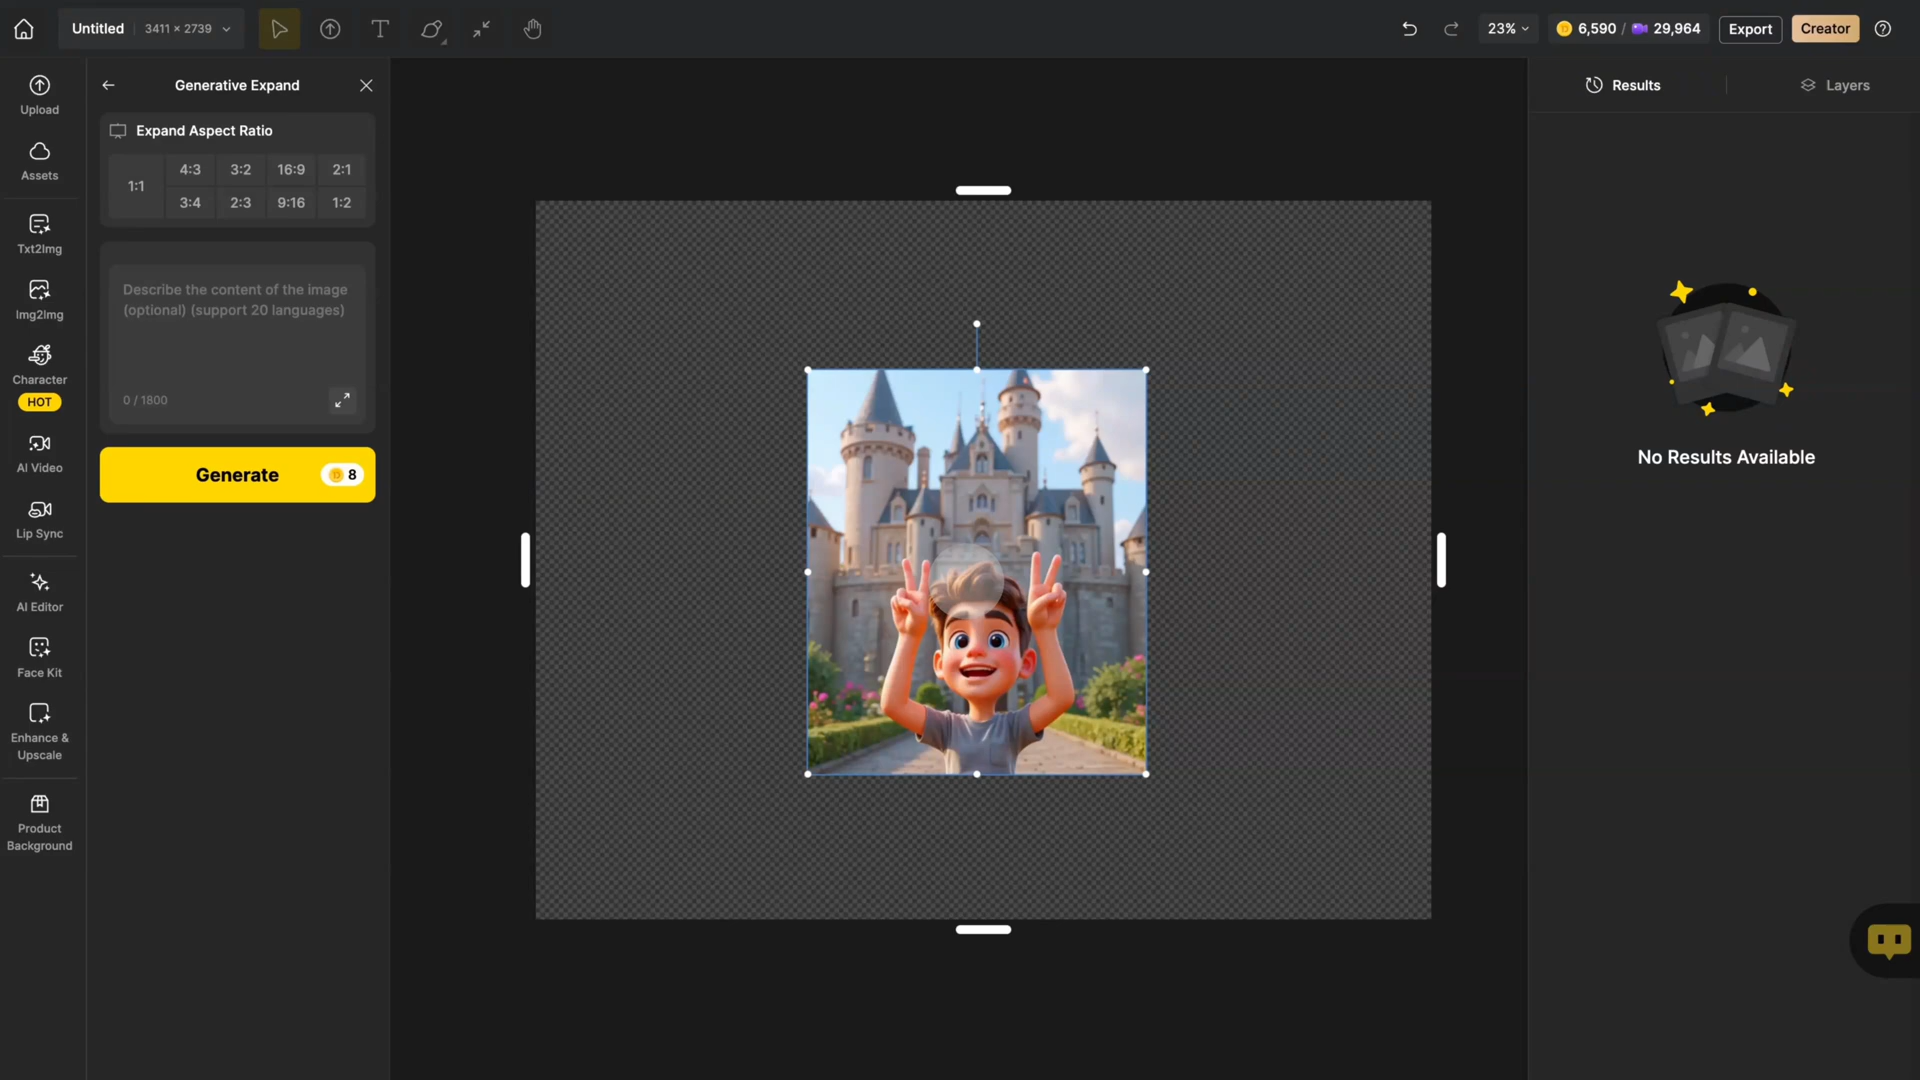 Untitled 3411 × 2739
23% 6,590 / 29,964 Export Creator
Upload
Assets
Txt2Img
Img2Img
Character
HOT
AI Video
Lip Sync
AI Editor
Face Kit
Enhance &
Upscale
Product
Background
Generative Expand
Expand Aspect Ratio
1:1
4:3 3:2 16:9 2:1
3:4 2:3 9:16 1:2
Describe the content of the image
(optional) (support 20 languages)
0 / 1800
Generate 8
Results Layers
No Results Available